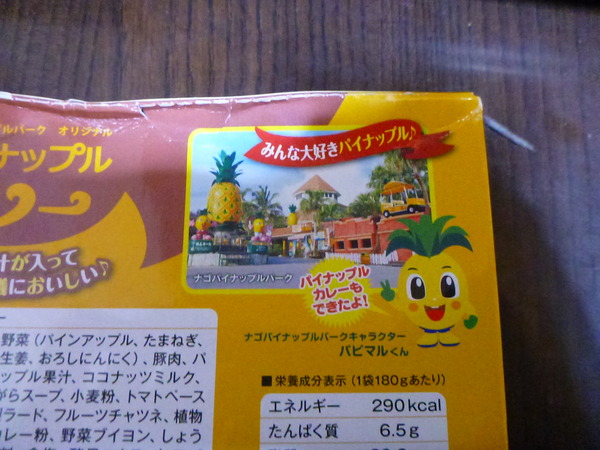 ルパーク オリジナル
ナップル
レー
汁が入って
においしい♪
みんな大好きパイナップル♪
ナゴパイナップルパーク
パイナップル
カレーも
できたよ!
ナゴパイナップルパークキャラクター
パピマルくん
野菜(パインアップル、たまねぎ、
生姜、おろしにんにく)、豚肉、パ
ップル果汁、ココナッツミルク、
がらスープ、小麦粉、トマトペース
ラード、フルーツチャツネ、植物
カレー粉、野菜ブイヨン、しょう
■栄養成分表示(1袋180gあたり)
エネルギー 290kcal
たんぱく質 6.5g